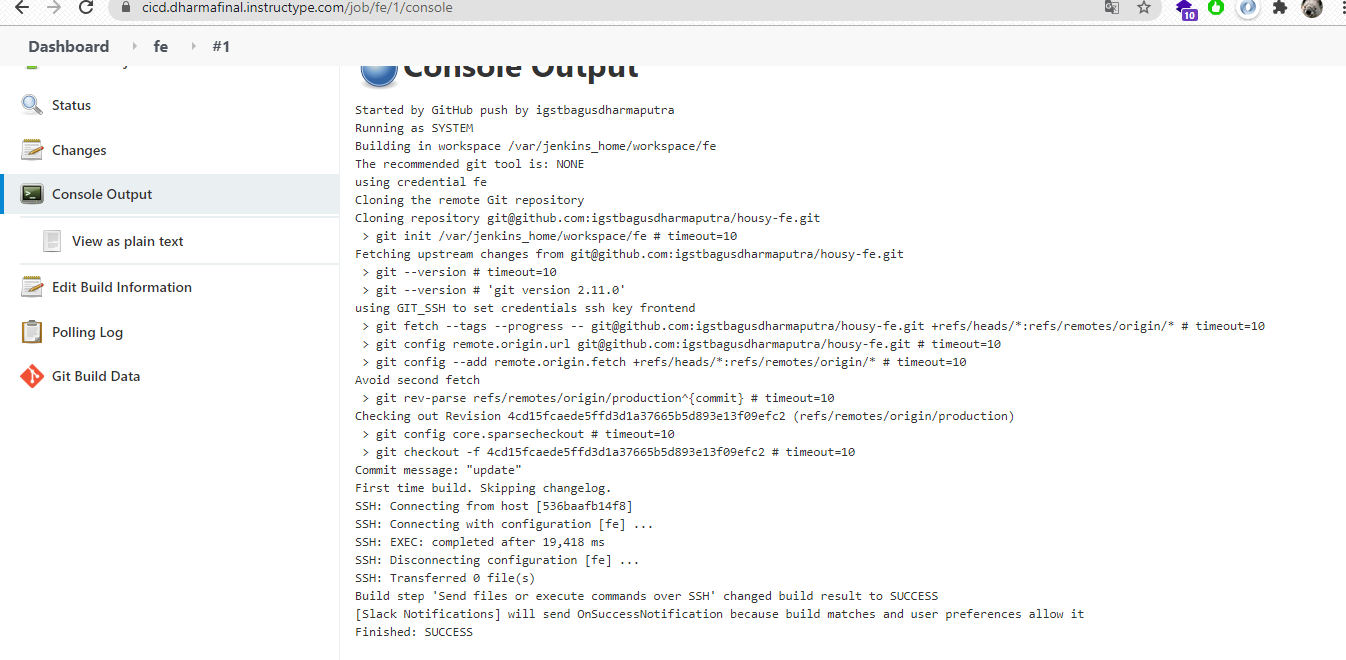 cicd.dharmafinal.instructype.com/job/fe/1/console
10
Dashboard fe #1
Status
Changes
Console Output
View as plain text
Edit Build Information
Polling Log
Git Build Data
Console Output
Started by GitHub push by igstbagusdharmaputra
Running as SYSTEM
Building in workspace /var/jenkins_home/workspace/fe
The recommended git tool is: NONE
using credential fe
Cloning the remote Git repository
Cloning repository git@github.com:igstbagusdharmaputra/housy-fe.git
> git init /var/jenkins_home/workspace/fe # timeout=10
Fetching upstream changes from git@github.com:igstbagusdharmaputra/housy-fe.git
> git --version # timeout=10
> git --version # 'git version 2.11.0'
using GIT_SSH to set credentials ssh key frontend
> git fetch --tags --progress -- git@github.com:igstbagusdharmaputra/housy-fe.git +refs/heads/*:refs/remotes/origin/* # timeout=10
> git config remote.origin.url git@github.com:igstbagusdharmaputra/housy-fe.git # timeout=10
> git config --add remote.origin.fetch +refs/heads/*:refs/remotes/origin/* # timeout=10
Avoid second fetch
> git rev-parse refs/remotes/origin/production^{commit} # timeout=10
Checking out Revision 4cd15fcaede5ffd3d1a37665b5d893e13f09efc2 (refs/remotes/origin/production)
> git config core.sparsecheckout # timeout=10
> git checkout -f 4cd15fcaede5ffd3d1a37665b5d893e13f09efc2 # timeout=10
Commit message: "update"
First time build. Skipping changelog.
SSH: Connecting from host [536baafb14f8]
SSH: Connecting with configuration [fe] ...
SSH: EXEC: completed after 19,418 ms
SSH: Disconnecting configuration [fe] ...
SSH: Transferred 0 file(s)
Build step 'Send files or execute commands over SSH' changed build result to SUCCESS
[Slack Notifications] will send OnSuccessNotification because build matches and user preferences allow it
Finished: SUCCESS